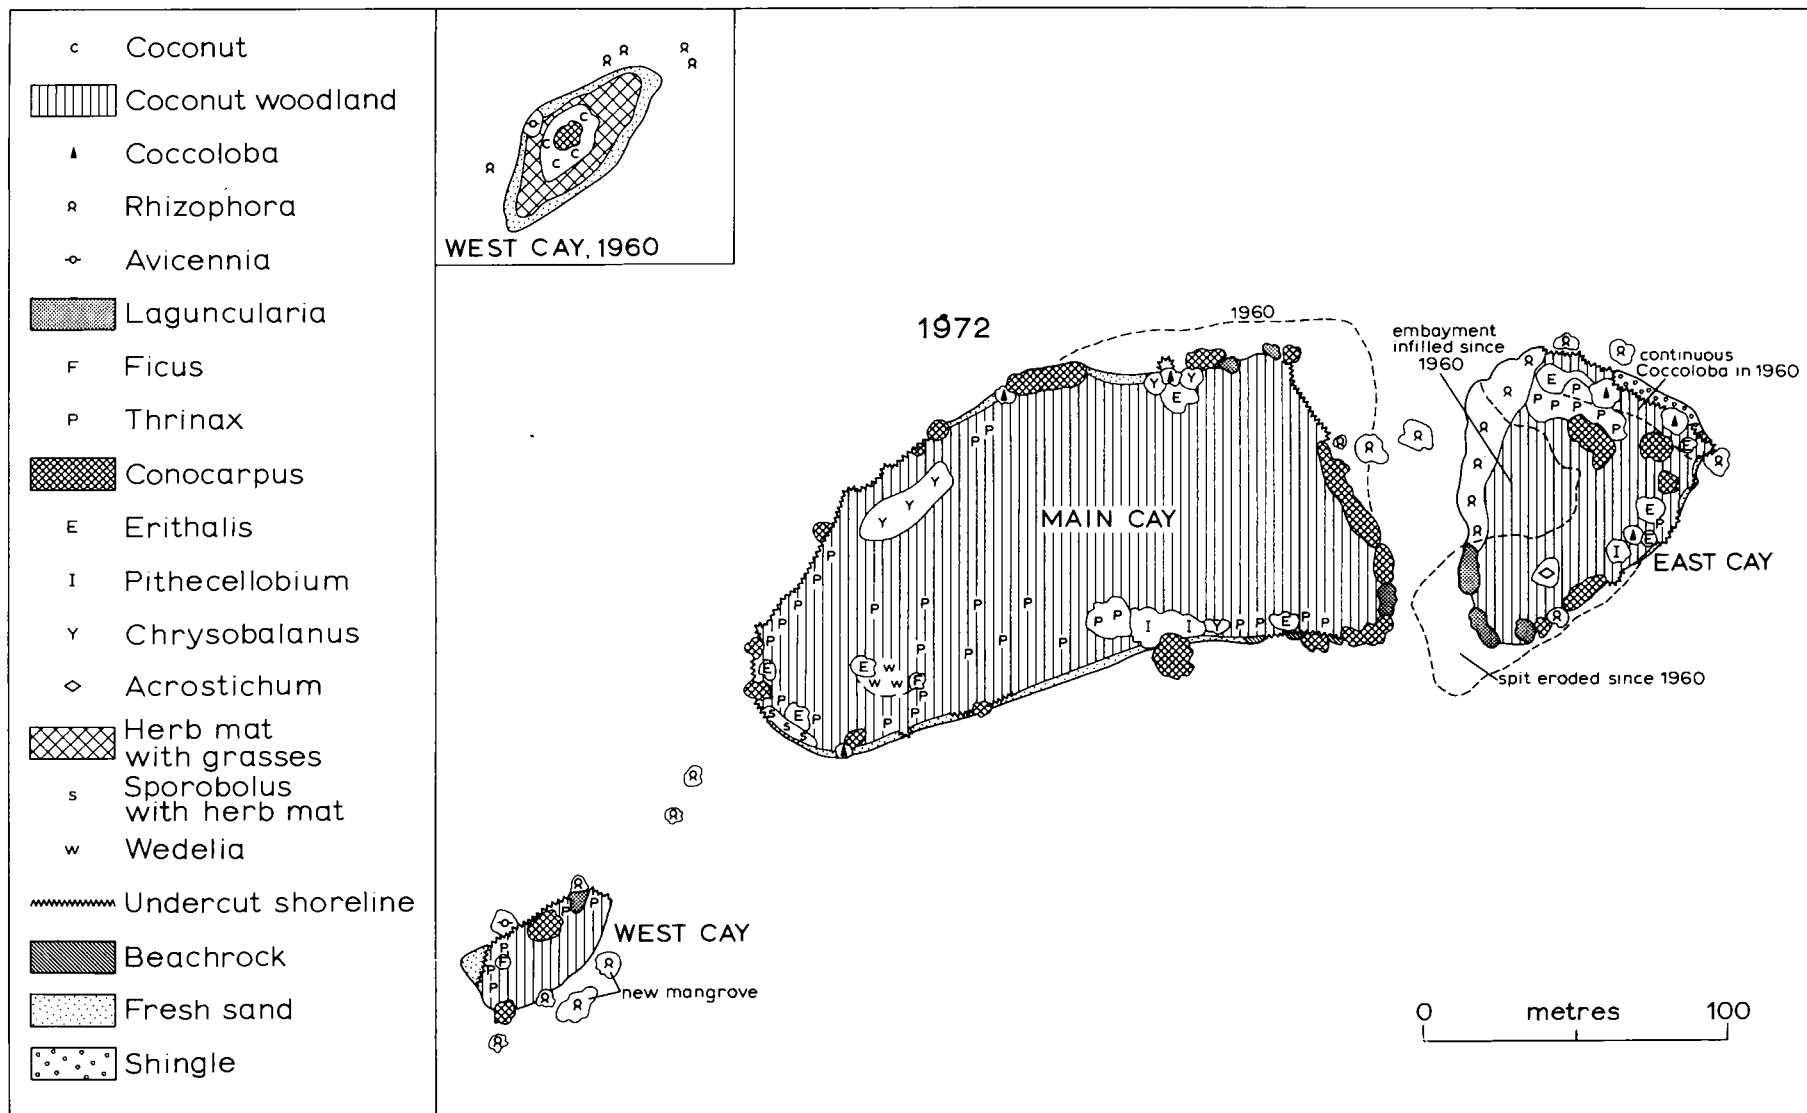 c Coconut
Coconut woodland
Coccoloba
Rhizophora
Avicennia
Laguncularia
F Ficus
P Thrinax
Conocarpus
E Erithalis
I Pithecellobium
Y Chrysobalanus
Acrostichum
Herb mat
with grasses
s Sporobolus
with herb mat
w Wedelia
Undercut shoreline
Beachrock
Fresh sand
Shingle
WEST CAY, 1960
1972
1960
embayment
infilled since
1960
continuous
Coccoloba in 1960
MAIN CAY
EAST CAY
spit eroded since 1960
WEST CAY
new mangrove
0 metres 100